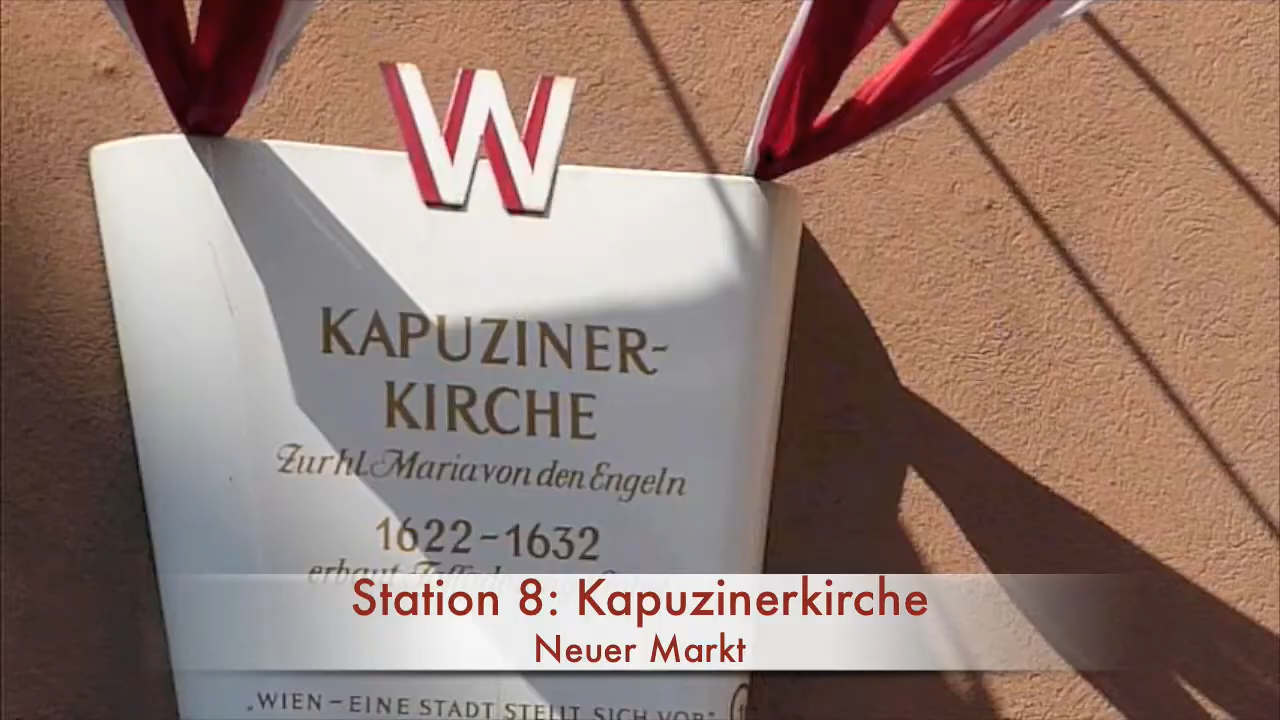 W
KAPUZINER-
KIRCHE
Zur hl. Maria von den Engeln
1622-1632
erbaut
Station 8: Kapuzinerkirche
Neuer Markt
„WIEN – EINE STADT STELLT SICH VOR"